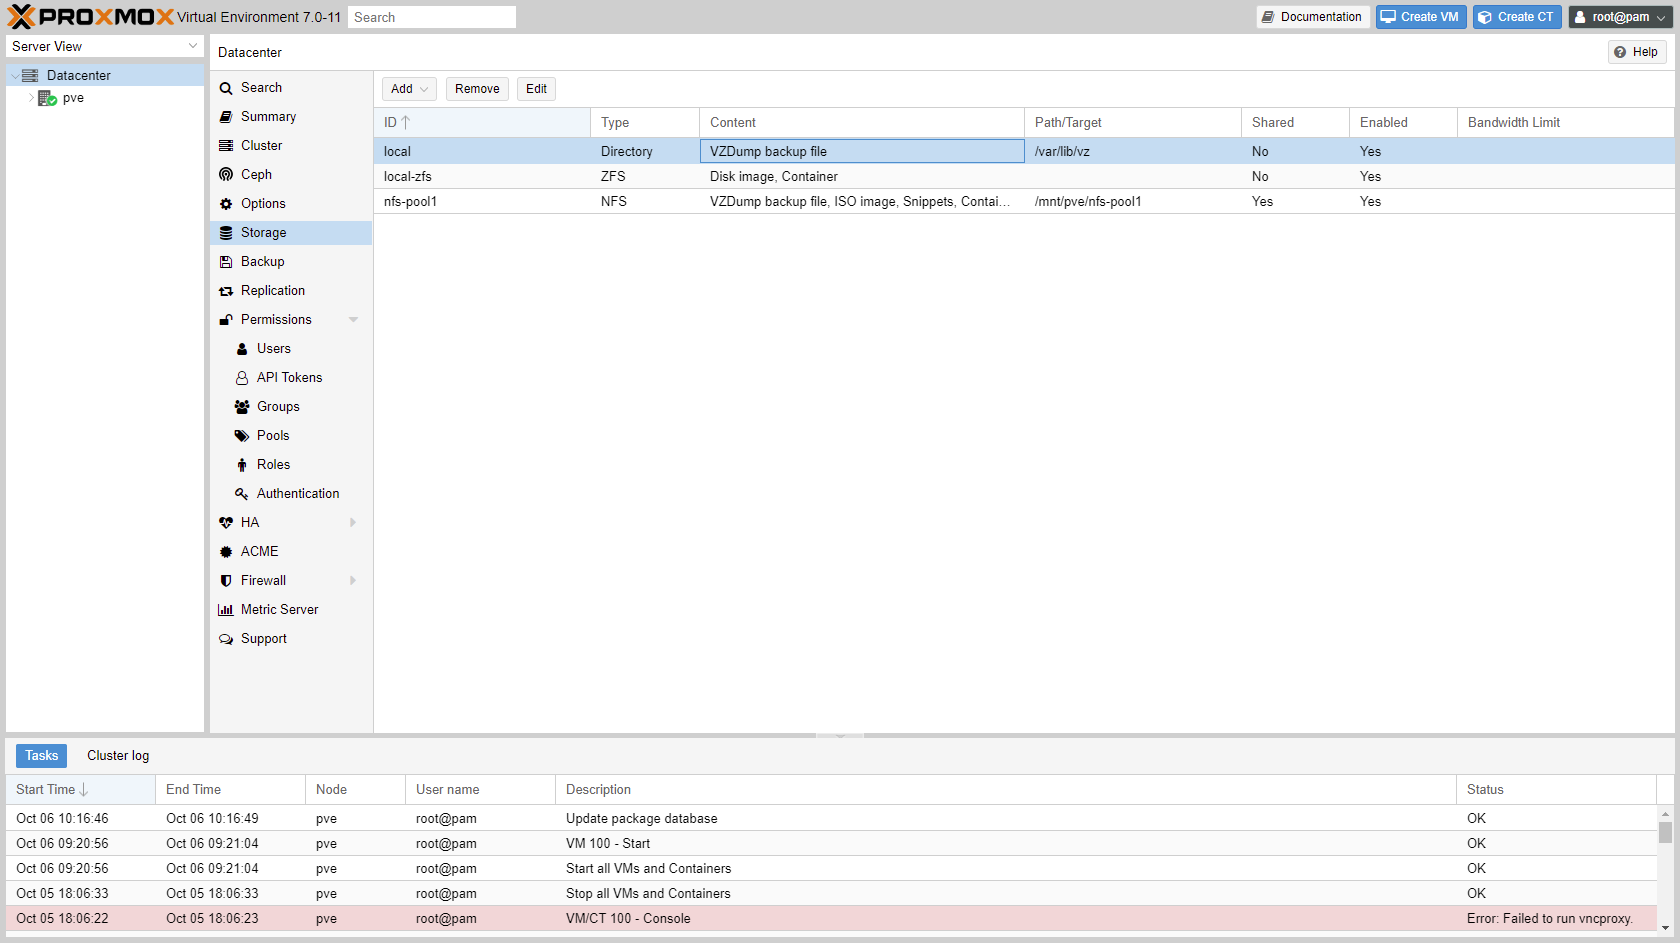 PROXMOX Virtual Environment 7.0-11 Search Documentation Create VM Create CT root@pam
Server View
Datacenter
pve
Datacenter Help
Search
Summary
Cluster
Ceph
Options
Storage
Backup
Replication
Permissions
Users
API Tokens
Groups
Pools
Roles
Authentication
HA
ACME
Firewall
Metric Server
Support
Add Remove Edit
ID Type Content Path/Target Shared Enabled Bandwidth Limit
local Directory VZDump backup file /var/lib/vz No Yes
local-zfs ZFS Disk image, Container No Yes
nfs-pool1 NFS VZDump backup file, ISO image, Snippets, Contai... /mnt/pve/nfs-pool1 Yes Yes
Tasks Cluster log
Start Time End Time Node User name Description Status
Oct 06 10:16:46 Oct 06 10:16:49 pve root@pam Update package database OK
Oct 06 09:20:56 Oct 06 09:21:04 pve root@pam VM 100 - Start OK
Oct 06 09:20:56 Oct 06 09:21:04 pve root@pam Start all VMs and Containers OK
Oct 05 18:06:33 Oct 05 18:06:33 pve root@pam Stop all VMs and Containers OK
Oct 05 18:06:22 Oct 05 18:06:23 pve root@pam VM/CT 100 - Console Error: Failed to run vncproxy.